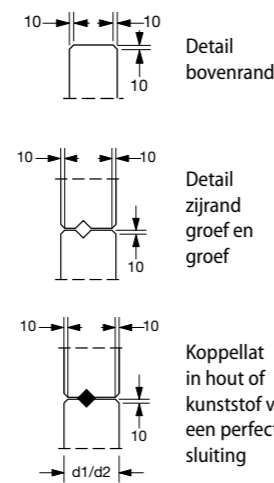 10 10
Detail
bovenrand
10
10 10
Detail
zijrand
groef en
groef
10
10 10
Koppellat
in hout of
kunststof
een perfect
sluiting
10
d1/d2